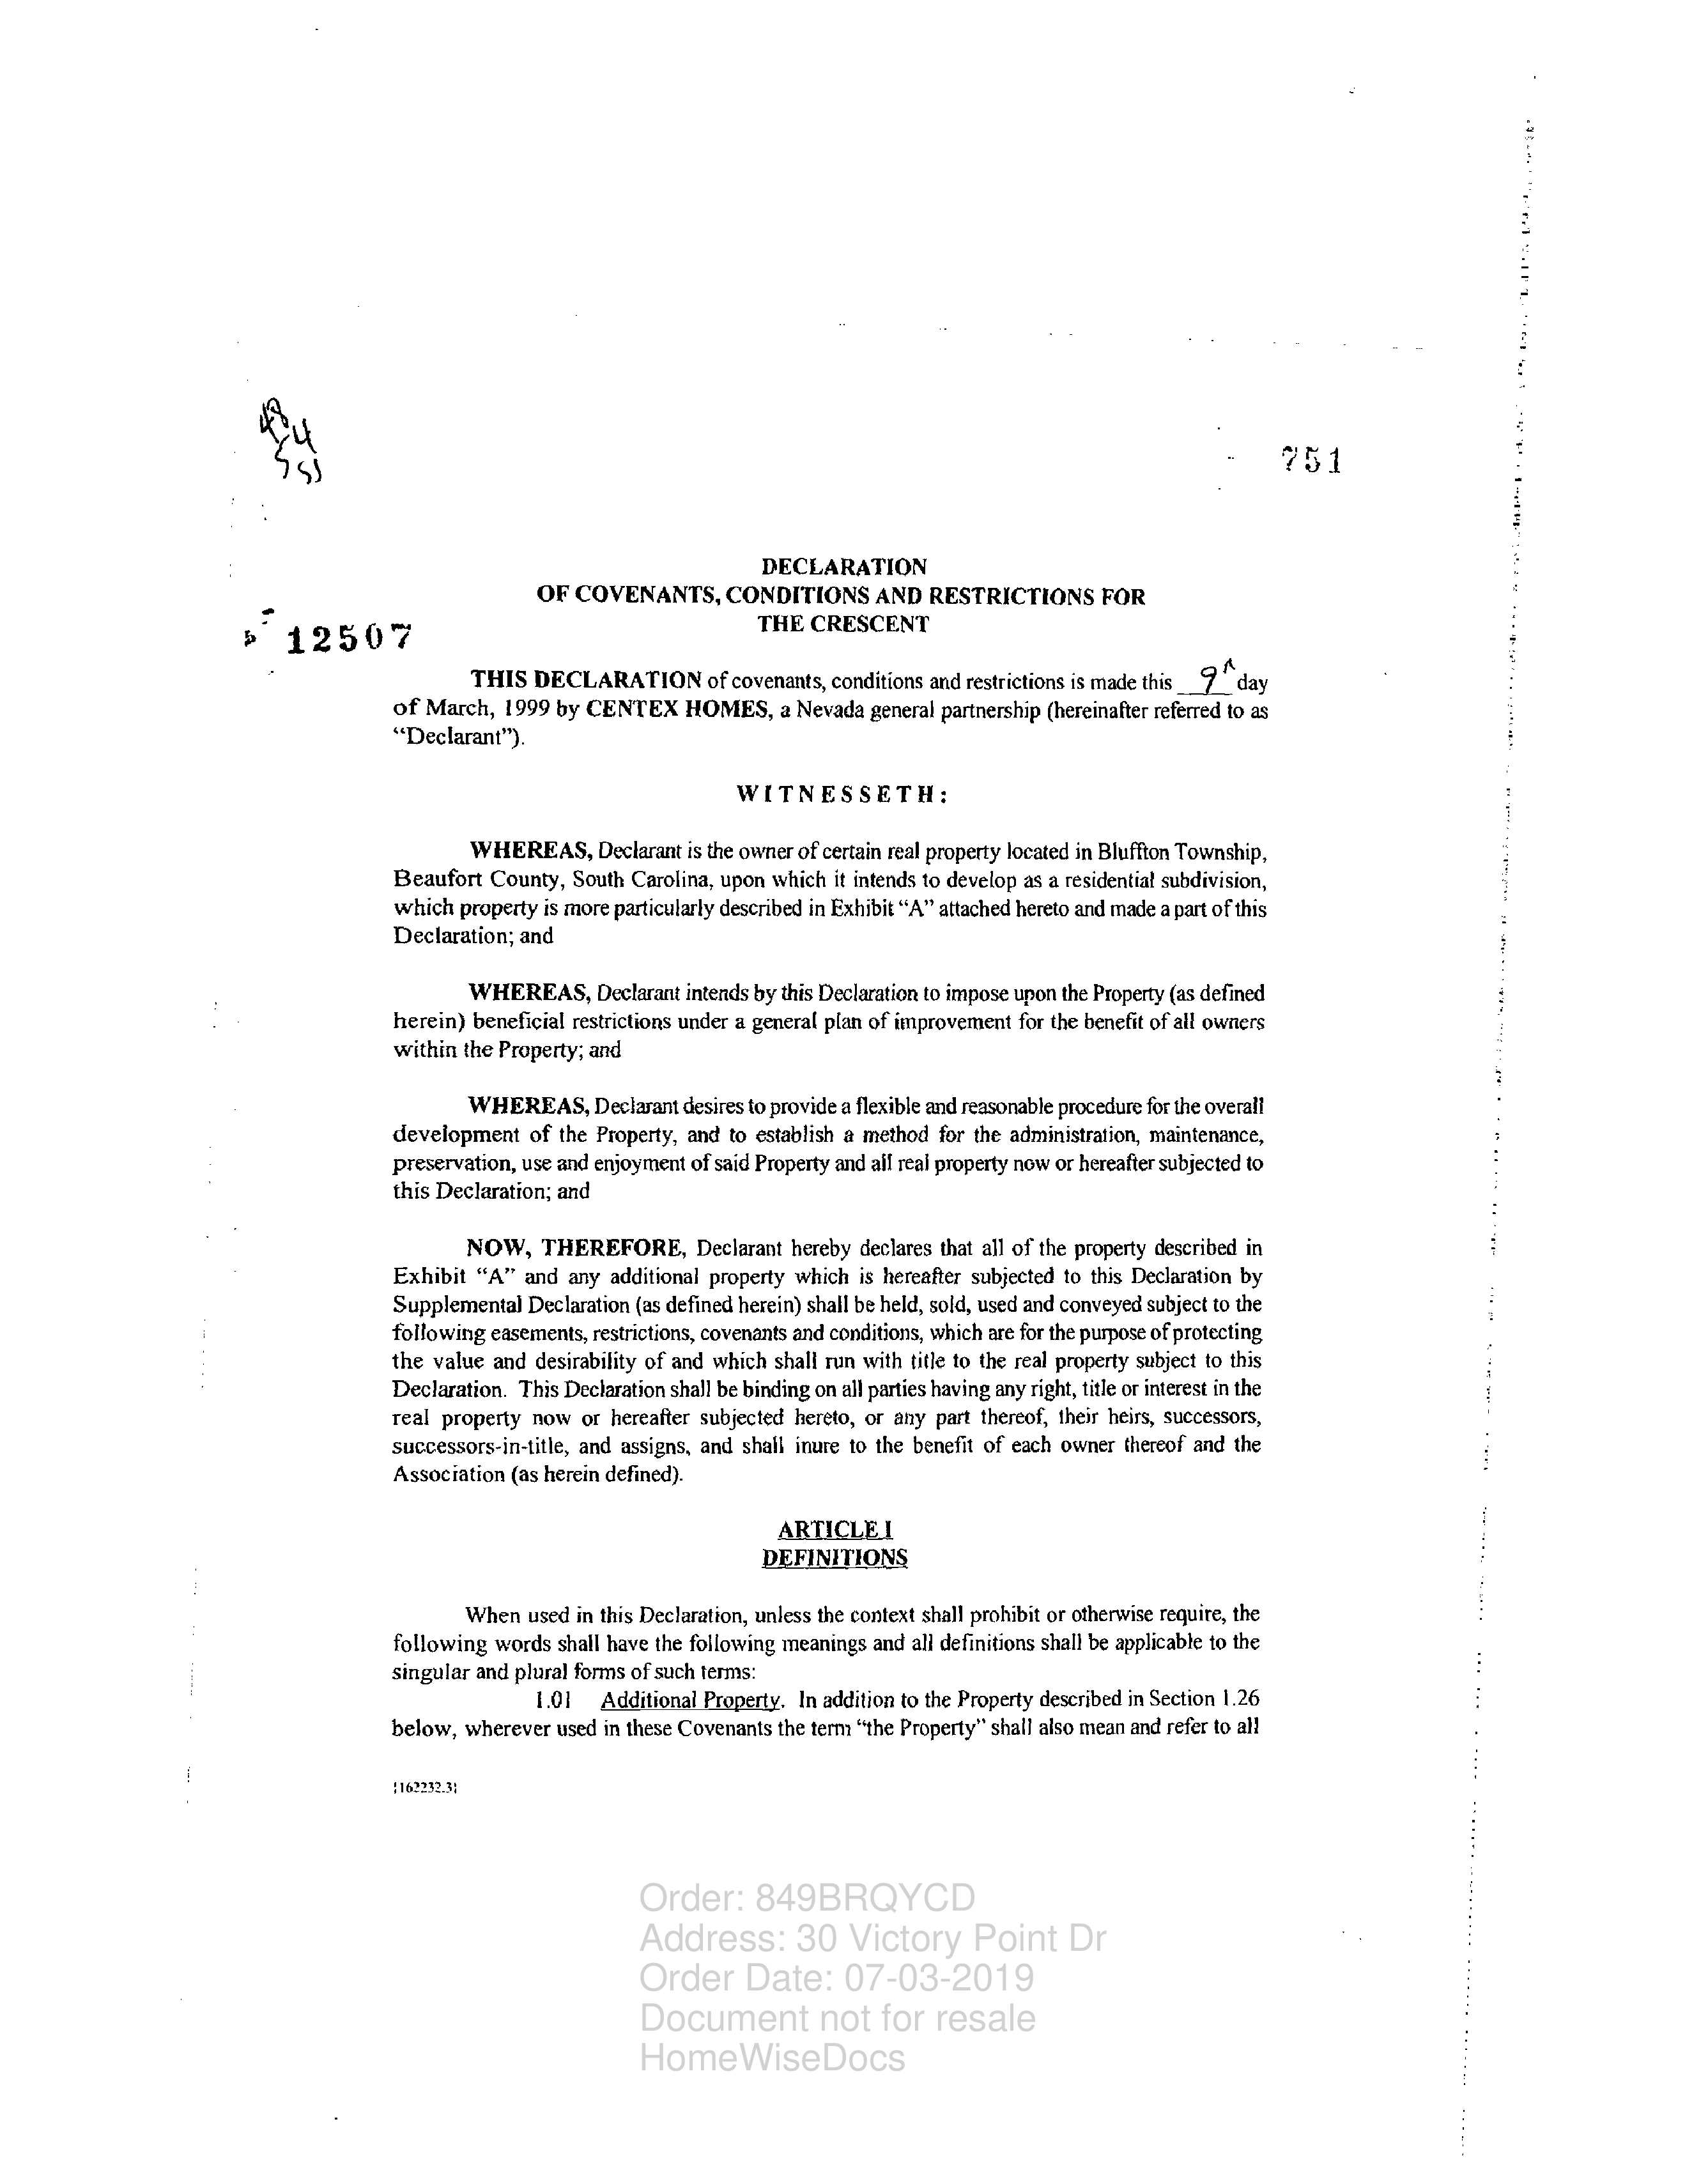 751
DECLARATION
OF COVENANTS, CONDITIONS AND RESTRICTIONS FOR
THE CRESCENT
12507
THIS DECLARATION of covenants, conditions and restrictions is made this 9 day
of March, 1999 by CENTEX HOMES, a Nevada general partnership (hereinafter referred to as
“Declarant”).
WITNESSETH:
WHEREAS, Declarant is the owner of certain real property located in Bluffton Township,
Beaufort County, South Carolina, upon which it intends to develop as a residential subdivision,
which property is more particularly described in Exhibit “A” attached hereto and made a part of this
Declaration; and
WHEREAS, Declarant intends by this Declaration to impose upon the Property (as defined
herein) beneficial restrictions under a general plan of improvement for the benefit of all owners
within the Property; and
WHEREAS, Declarant desires to provide a flexible and reasonable procedure for the overall
development of the Property, and to establish a method for the administration, maintenance,
preservation, use and enjoyment of said Property and all real property now or hereafter subjected to
this Declaration; and
NOW, THEREFORE, Declarant hereby declares that all of the property described in
Exhibit “A” and any additional property which is hereafter subjected to this Declaration by
Supplemental Declaration (as defined herein) shall be held, sold, used and conveyed subject to the
following easements, restrictions, covenants and conditions, which are for the purpose of protecting
the value and desirability of and which shall run with title to the real property subject to this
Declaration. This Declaration shall be binding on all parties having any right, title or interest in the
real property now or hereafter subjected hereto, or any part thereof, their heirs, successors,
successors-in-title, and assigns, and shall inure to the benefit of each owner thereof and the
Association (as herein defined).
ARTICLE I
DEFINITIONS
When used in this Declaration, unless the context shall prohibit or otherwise require, the
following words shall have the following meanings and all definitions shall be applicable to the
singular and plural forms of such terms:
1.01 Additional Property. In addition to the Property described in Section 1.26
below, wherever used in these Covenants the term “the Property” shall also mean and refer to all
{162232.3}
Order: 849BRQYCD
Address: 30 Victory Point Dr
Order Date: 07-03-2019
Document not for resale
HomeWiseDocs